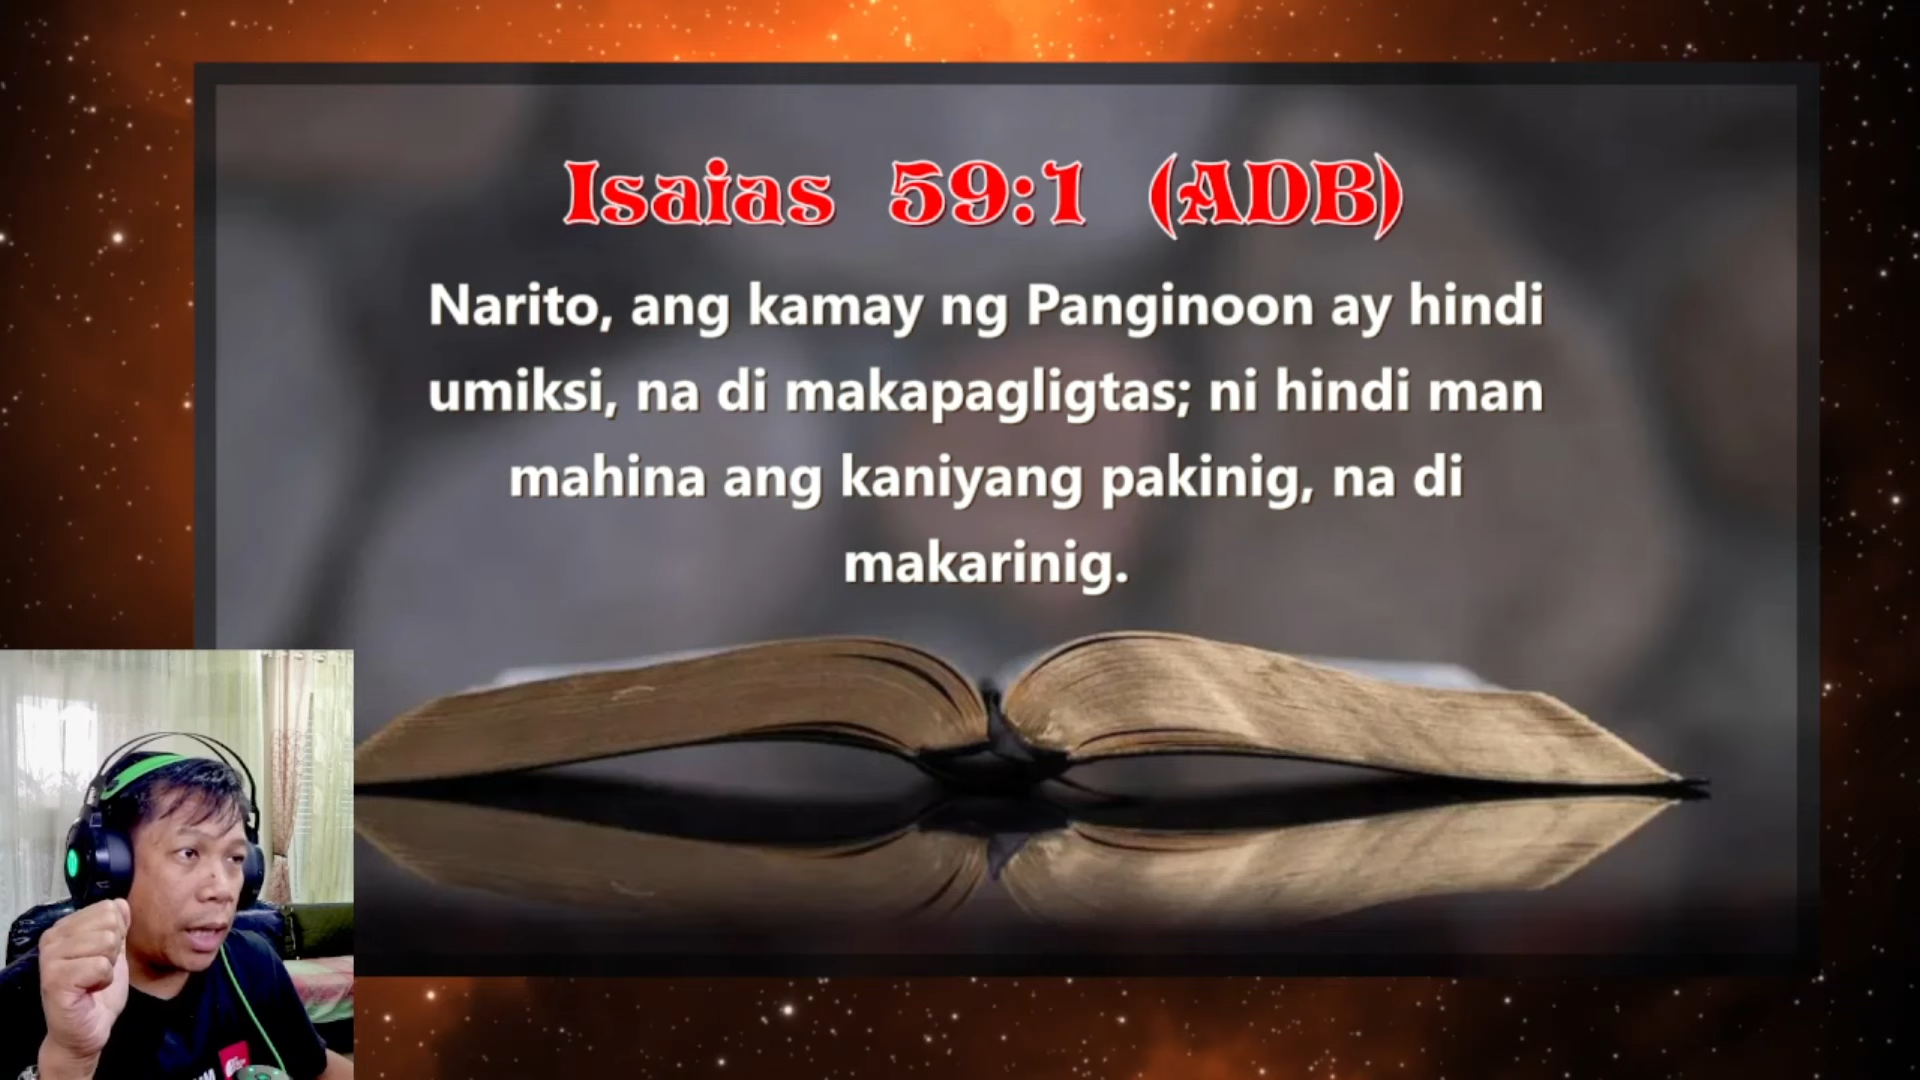 Isaias 59:1 (ADB)
Narito, ang kamay ng Panginoon ay hindi
umiksi, na di makapagligtas; ni hindi man
mahina ang kaniyang pakinig, na di
makarinig.